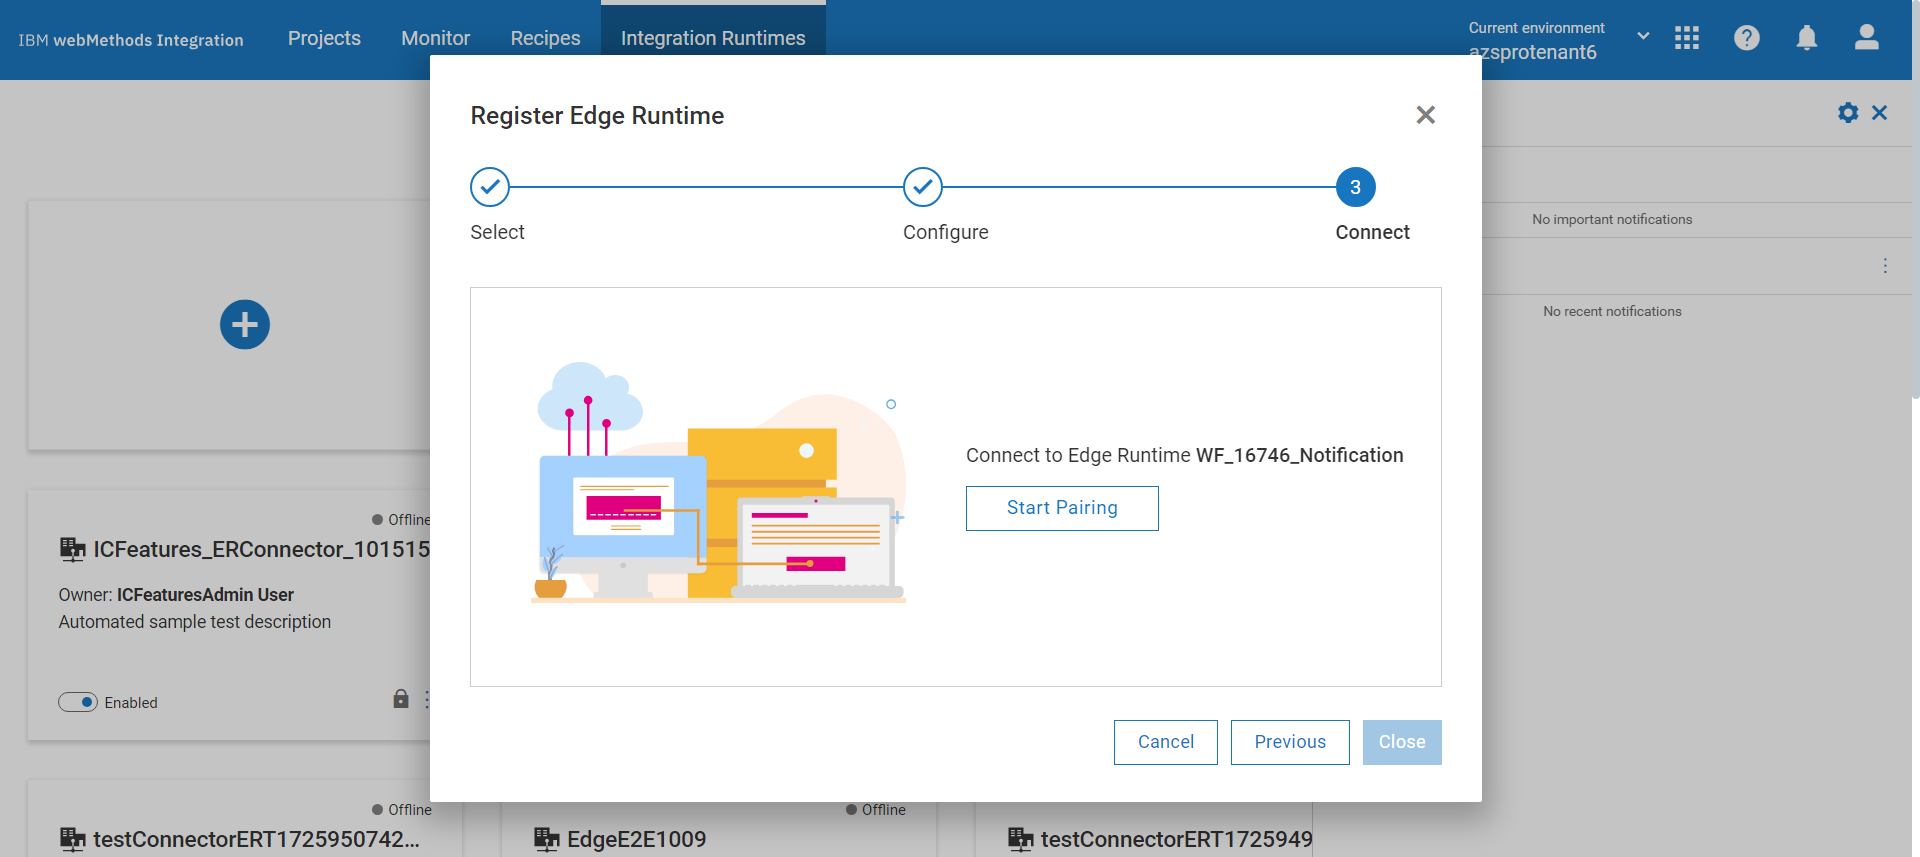 IBM webMethods Integration
Projects
Monitor
Recipes
Integration Runtimes
Current environment
azsprotenant6
Register Edge Runtime
3
Select
Configure
Connect
No important notifications
No recent notifications
Connect to Edge Runtime WF_16746_Notification
Start Pairing
Cancel
Previous
Close
Offline
ICFeatures_ERConnector_101515
Owner: ICFeaturesAdmin User
Automated sample test description
Enabled
Offline
testConnectorERT1725950742...
Offline
EdgeE2E1009
testConnectorERT1725949